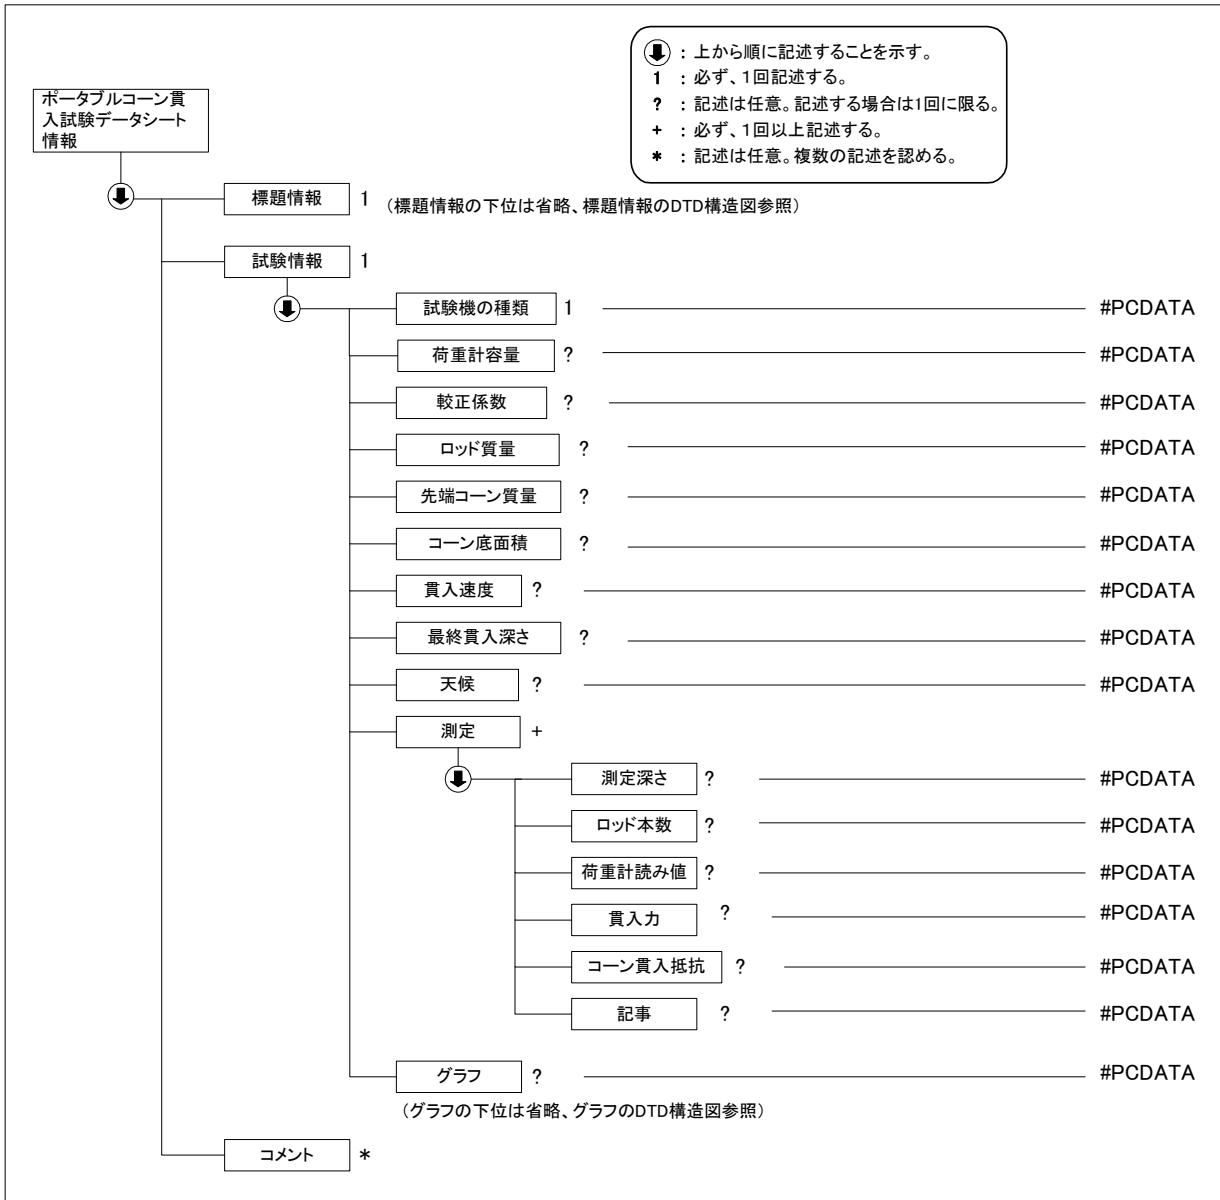 : 上から順に記述することを示す。
1 : 必ず、1回記述する。
? : 記述は任意。記述する場合は1回に限る。
+ : 必ず、1回以上記述する。
* : 記述は任意。複数の記述を認める。
ポータブルコーン貫
入試験データシート
情報
標題情報 1 (標題情報の下位は省略、標題情報のDTD構造図参照)
試験情報 1
試験機の種類 1 #PCDATA
荷重計容量 ? #PCDATA
較正係数 ? #PCDATA
ロッド質量 ? #PCDATA
先端コーン質量 ? #PCDATA
コーン底面積 ? #PCDATA
貫入速度 ? #PCDATA
最終貫入深さ ? #PCDATA
天候 ? #PCDATA
測定 +
測定深さ ? #PCDATA
ロッド本数 ? #PCDATA
荷重計読み値 ? #PCDATA
貫入力 ? #PCDATA
コーン貫入抵抗 ? #PCDATA
記事 ? #PCDATA
グラフ ? #PCDATA
(グラフの下位は省略、グラフのDTD構造図参照)
コメント *